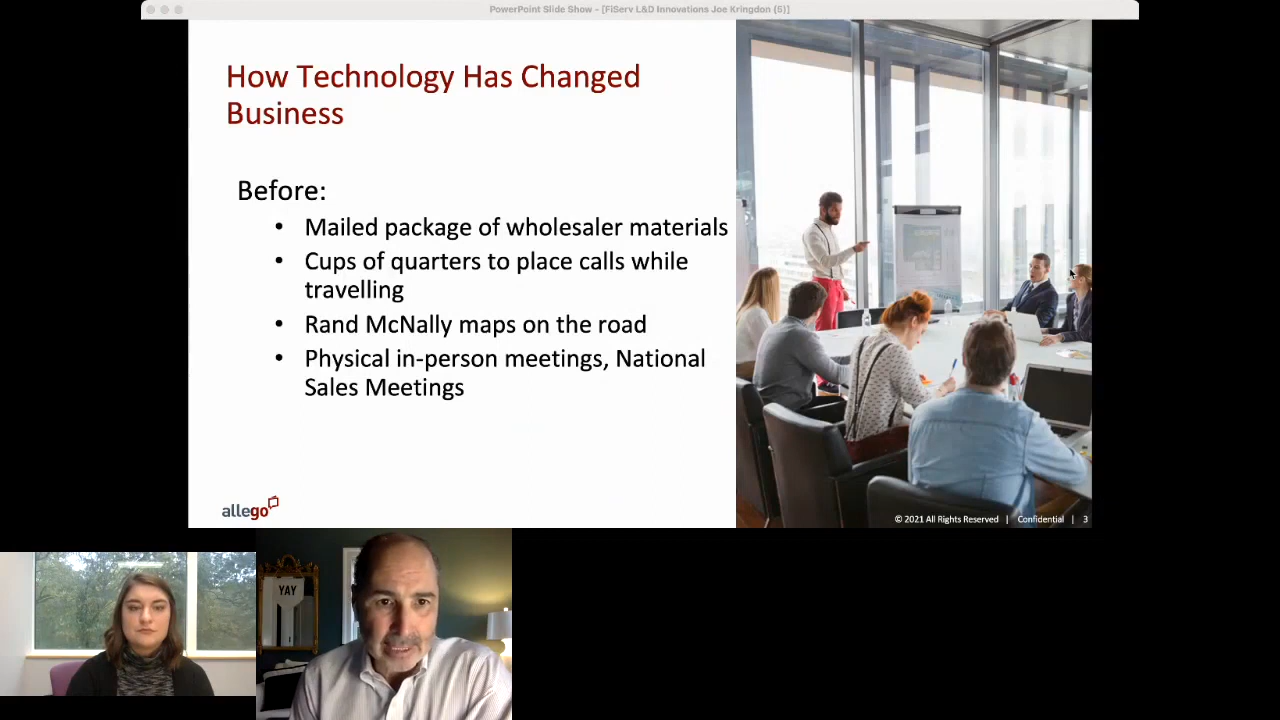 PowerPoint Slide Show - [FiServ L&D Innovations Joe Kringdon (6)]
How Technology Has Changed
Business
Before:
• Mailed package of wholesaler materials
• Cups of quarters to place calls while
travelling
• Rand McNally maps on the road
• Physical in-person meetings, National
Sales Meetings
allego
© 2021 All Rights Reserved | Confidential | 3
YAY